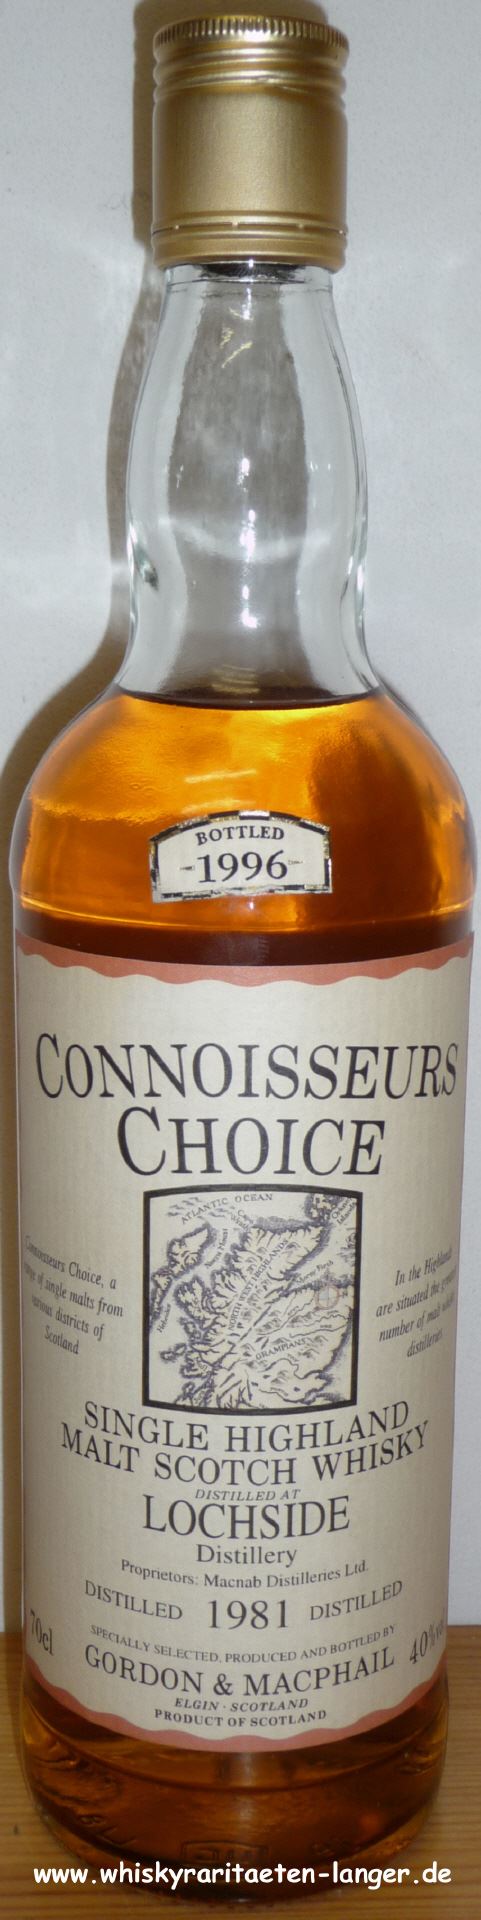 BOTTLED
1996
CONNOISSEURS
CHOICE
ATLANTIC OCEAN
NORTH WEST HIGHLANDS
GRAMPIANS
Connoisseurs Choice, a
range of single malts from
various districts of
Scotland
In the Highlands
are situated the greatest
number of malt whisky
distilleries
SINGLE HIGHLAND
MALT SCOTCH WHISKY
DISTILLED AT
LOCHSIDE
Distillery
Proprietors: Macnab Distilleries Ltd.
DISTILLED 1981 DISTILLED
70cl
SPECIALLY SELECTED, PRODUCED AND BOTTLED BY
40%
GORDON & MACPHAIL
ELGIN · SCOTLAND
PRODUCT OF SCOTLAND
www.whiskyraritaeten-langer.de